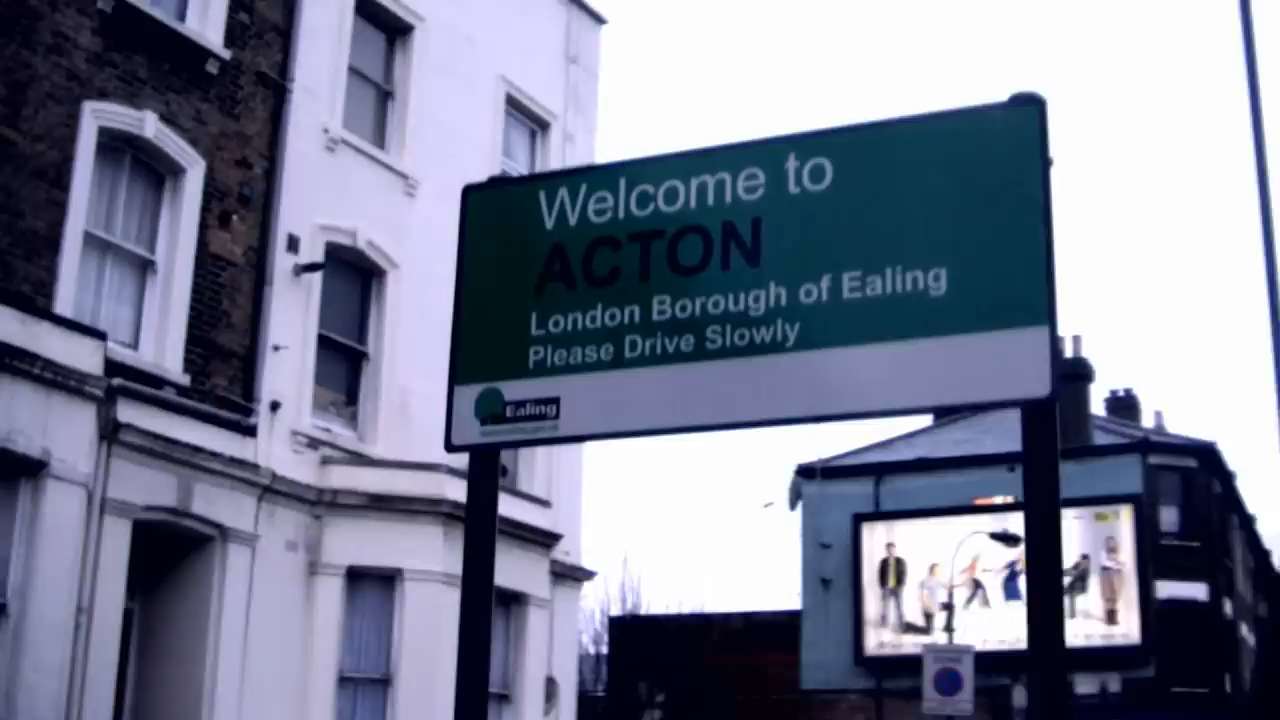 Welcome to
ACTON
London Borough of Ealing
Please Drive Slowly
Ealing